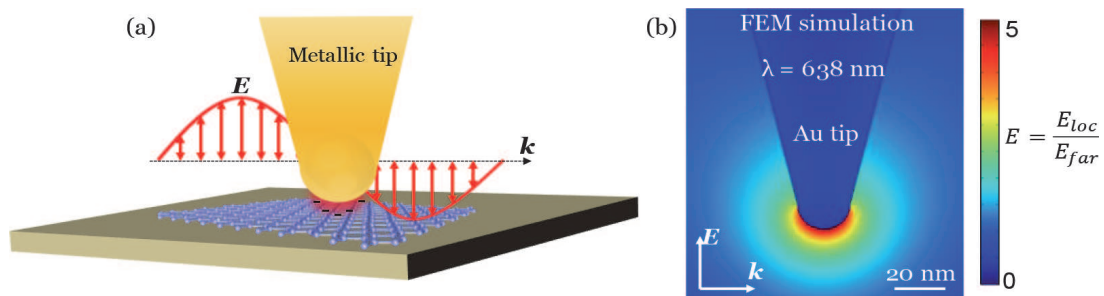 (a)
Metallic tip
E
k
(b)
FEM simulation
λ = 638 nm
Au tip
E
k
20 nm
5
0
E = E_loc / E_far